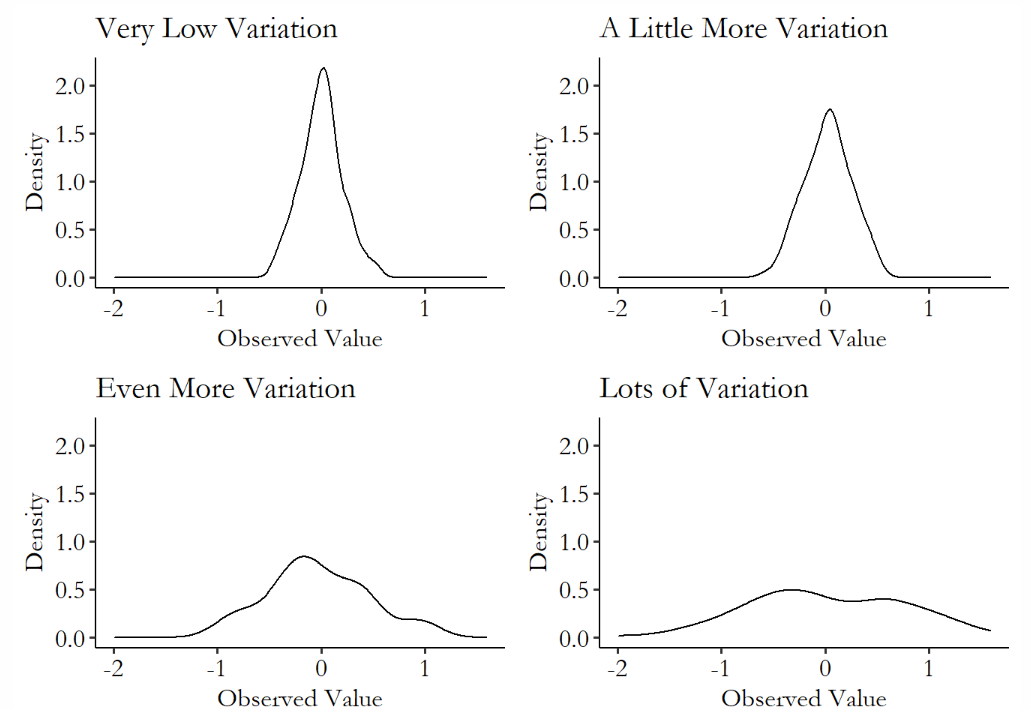 Very Low Variation
Density
2.0
1.5
1.0
0.5
0.0
-2 -1 0 1
Observed Value
A Little More Variation
Density
2.0
1.5
1.0
0.5
0.0
-2 -1 0 1
Observed Value
Even More Variation
Density
2.0
1.5
1.0
0.5
0.0
-2 -1 0 1
Observed Value
Lots of Variation
Density
2.0
1.5
1.0
0.5
0.0
-2 -1 0 1
Observed Value